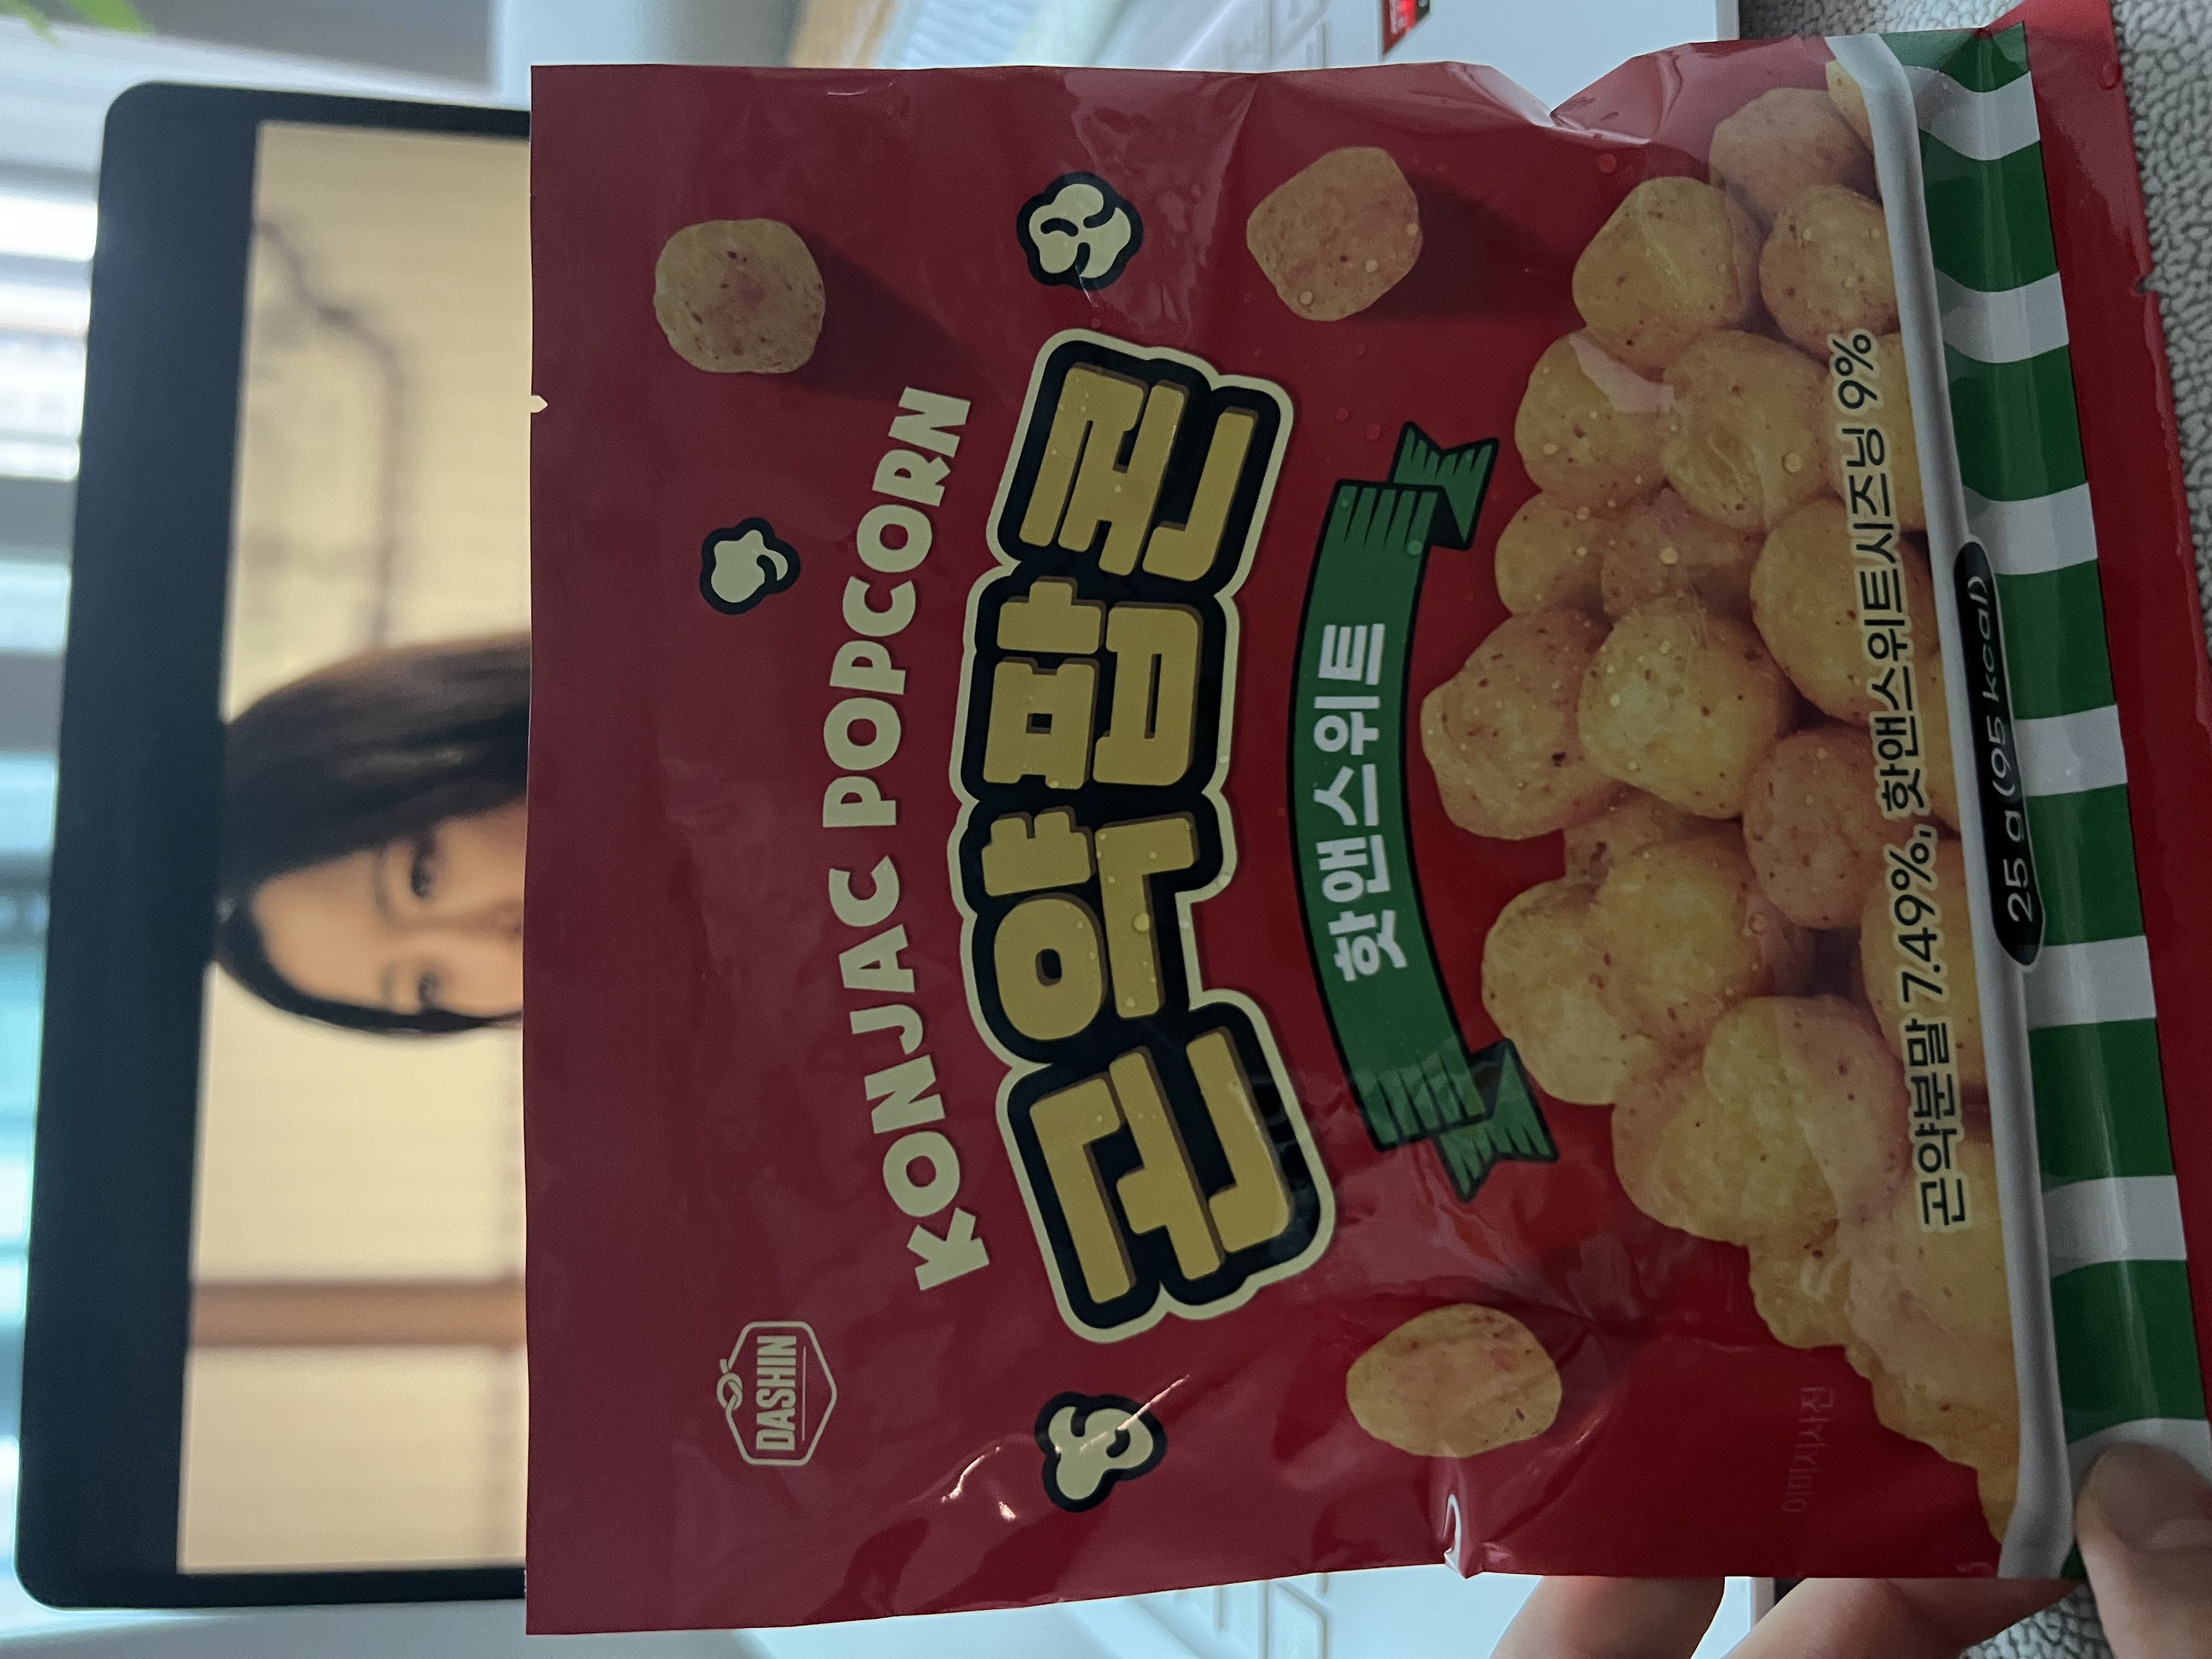 DASHIN
KONJAC POPCORN
곤약팝콘
핫앤스위트
곤약분말 7.49%, 핫앤스위트시즈닝 9%
25 g (95 kcal)
이미지사진